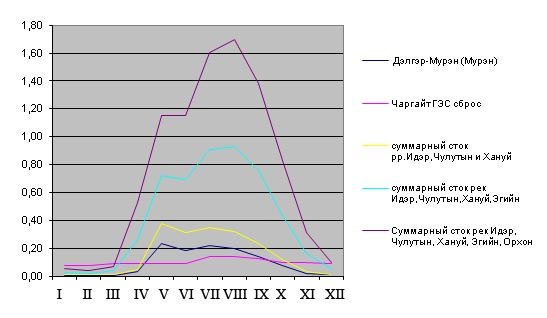 1,80
1,60
1,40
1,20
1,00
0,80
0,60
0,40
0,20
0,00
I II III IV V VI VII VIII IX X XI XII
Дэлгэр-Мурэн (Мурэн)
Чаргайт ГЭС сброс
суммарный сток
рр.Идэр,Чулутын и Хануй
суммарный сток рек
Идэр,Чулутын,Хануй,Эгийн
Суммарный сток рек Идэр,
Чулутын, Хануй, Эгийн, Орхон